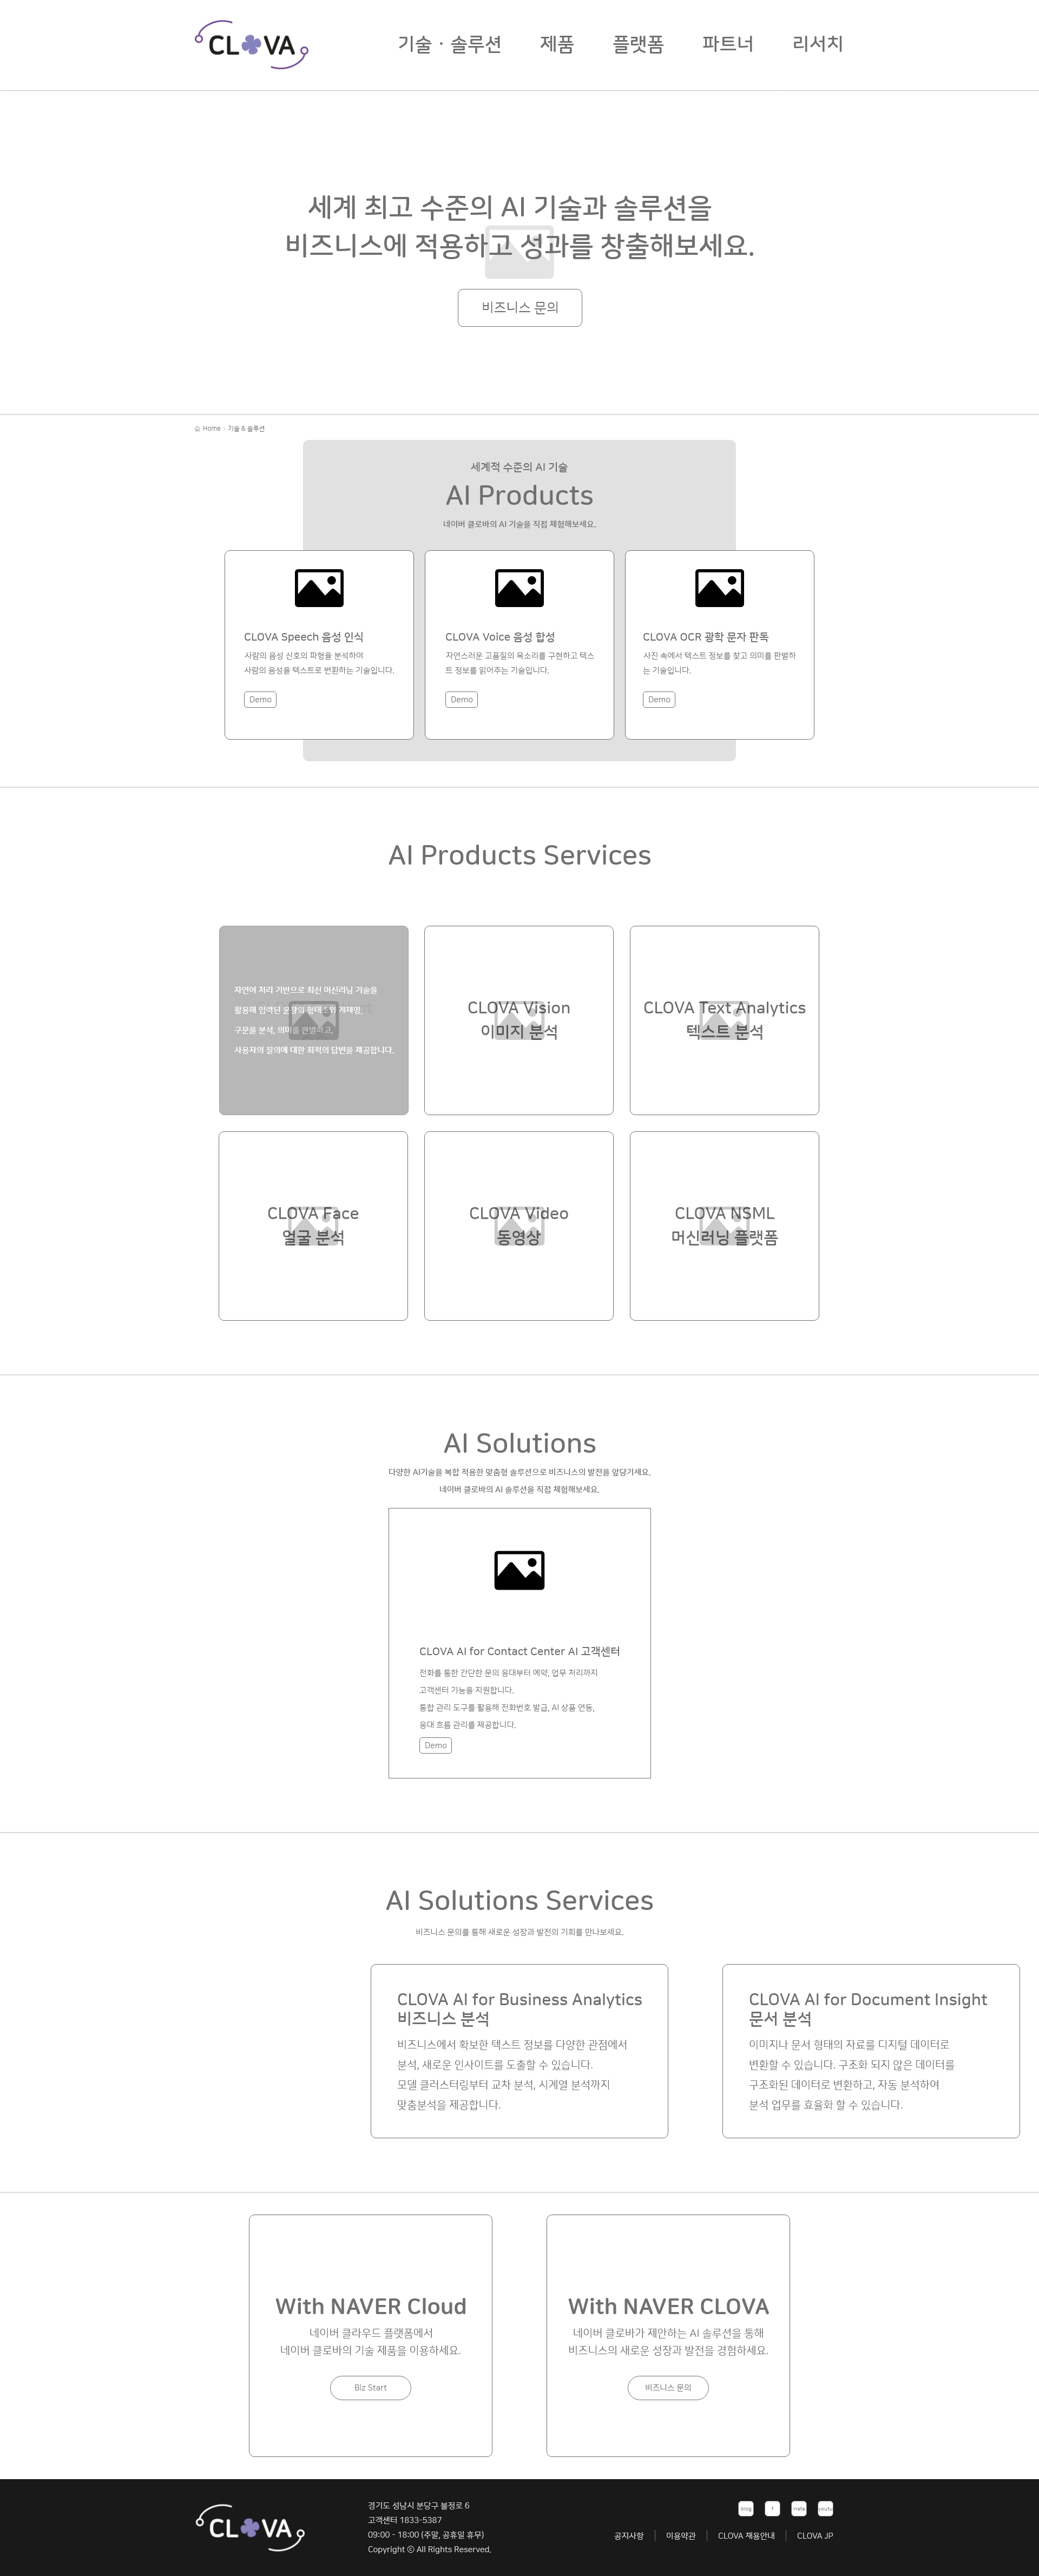 CLOVA
기술 · 솔루션
제품
플랫폼
파트너
리서치
세계 최고 수준의 AI 기술과 솔루션을
비즈니스에 적용하고 성과를 창출해보세요.
비즈니스 문의
Home > 기술 & 솔루션
세계적 수준의 AI 기술
AI Products
네이버 클로바의 AI 기술을 직접 체험해보세요.
CLOVA Speech 음성 인식
사람의 음성 신호의 파형을 분석하여
사람의 음성을 텍스트로 변환하는 기술입니다.
Demo
CLOVA Voice 음성 합성
자연스러운 고품질의 목소리를 구현하고 텍스
트 정보를 읽어주는 기술입니다.
Demo
CLOVA OCR 광학 문자 판독
사진 속에서 텍스트 정보를 찾고 의미를 판별하
는 기술입니다.
Demo
AI Products Services
자연어 처리 기반으로 최신 머신러닝 기술을
활용해 입력된 문장의 형태소와 개체명,
구문을 분석, 의미를 판별하고,
사용자의 질의에 대한 최적의 답변을 제공합니다.
CLOVA Vision
이미지 분석
CLOVA Text Analytics
텍스트 분석
CLOVA Face
얼굴 분석
CLOVA Video
동영상
CLOVA NSML
머신러닝 플랫폼
AI Solutions
다양한 AI기술을 복합 적용한 맞춤형 솔루션으로 비즈니스의 발전을 앞당기세요.
네이버 클로바의 AI 솔루션을 직접 체험해보세요.
CLOVA AI for Contact Center AI 고객센터
전화를 통한 간단한 문의 응대부터 예약, 업무 처리까지
고객센터 기능을 지원합니다.
통합 관리 도구를 활용해 전화번호 발급, AI 상품 연동,
응대 흐름 관리를 제공합니다.
Demo
AI Solutions Services
비즈니스 문의를 통해 새로운 성장과 발전의 기회를 만나보세요.
CLOVA AI for Business Analytics
비즈니스 분석
비즈니스에서 확보한 텍스트 정보를 다양한 관점에서
분석, 새로운 인사이트를 도출할 수 있습니다.
모델 클러스터링부터 교차 분석, 시계열 분석까지
맞춤분석을 제공합니다.
CLOVA AI for Document Insight
문서 분석
이미지나 문서 형태의 자료를 디지털 데이터로
변환할 수 있습니다. 구조화 되지 않은 데이터를
구조화된 데이터로 변환하고, 자동 분석하여
분석 업무를 효율화 할 수 있습니다.
With NAVER Cloud
네이버 클라우드 플랫폼에서
네이버 클로바의 기술 제품을 이용하세요.
Biz Start
With NAVER CLOVA
네이버 클로바가 제안하는 AI 솔루션을 통해
비즈니스의 새로운 성장과 발전을 경험하세요.
비즈니스 문의
CLOVA
경기도 성남시 분당구 불정로 6
고객센터 1833-5387
09:00 - 18:00 (주말, 공휴일 휴무)
Copyright ⓒ All Rights Reserved.
blog
f
insta
공지사항
이용약관
CLOVA 채용안내
CLOVA JP